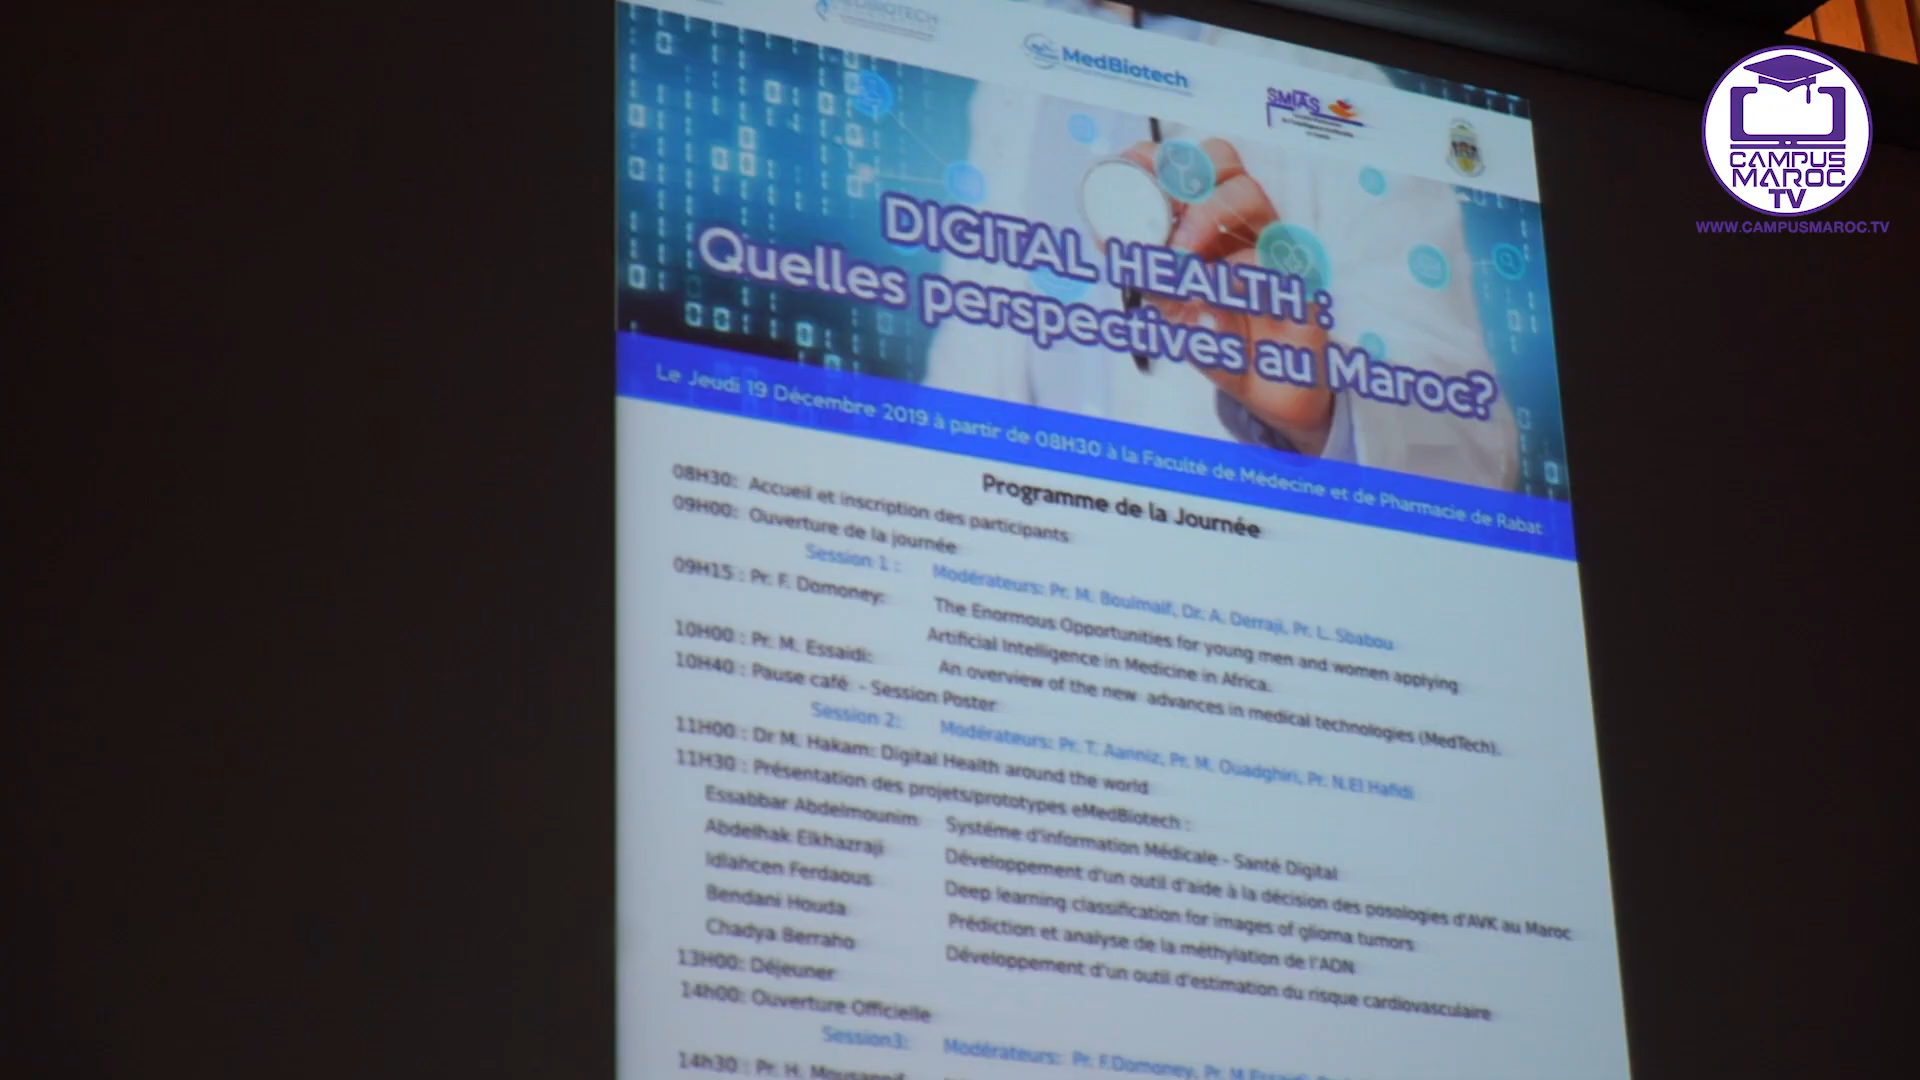 MEDBIOTECH
MedBiotech
SMIAS
CAMPUS
MAROC
TV
WWW.CAMPUSMAROC.TV
DIGITAL HEALTH :
Quelles perspectives au Maroc?
Le Jeudi 19 Décembre 2019 à partir de 08H30 à la Faculté de Médecine et de Pharmacie de Rabat
Programme de la Journée
08H30: Accueil et inscription des participants
09H00: Ouverture de la journée
Session 1 : Modérateurs: Pr. M. Boulmalf, Dr. A. Derraji, Pr. L. Sbabou
09H15 : Pr. F. Domoney: The Enormous Opportunities for young men and women applying
Artificial Intelligence in Medicine in Africa.
10H00 : Pr. M. Essaidi: An overview of the new advances in medical technologies (MedTech).
10H40 : Pause café - Session Poster
Session 2: Modérateurs: Pr. T. Aanniz, Pr. M. Ouadghiri, Pr. N.El Hafidi
11H00 : Dr M. Hakam: Digital Health around the world
11H30 : Présentation des projets/prototypes eMedBiotech :
Essabbar Abdelmounim Systéme d'information Médicale - Santé Digital
Abdelhak Elkhazraji Développement d'un outil d'aide à la décision des posologies d'AVK au Maroc
Idlahcen Ferdaous Deep learning classification for images of glioma tumors
Bendani Houda Prédiction et analyse de la méthylation de l'ADN
Chadya Berraho Développement d'un outil d'estimation du risque cardiovasculaire
13H00: Déjeuner
14h00: Ouverture Officielle
Session3: Modérateurs: Pr. F.Domoney, Pr. M.Essaidi,
14h30 : Pr. H. Mousannif